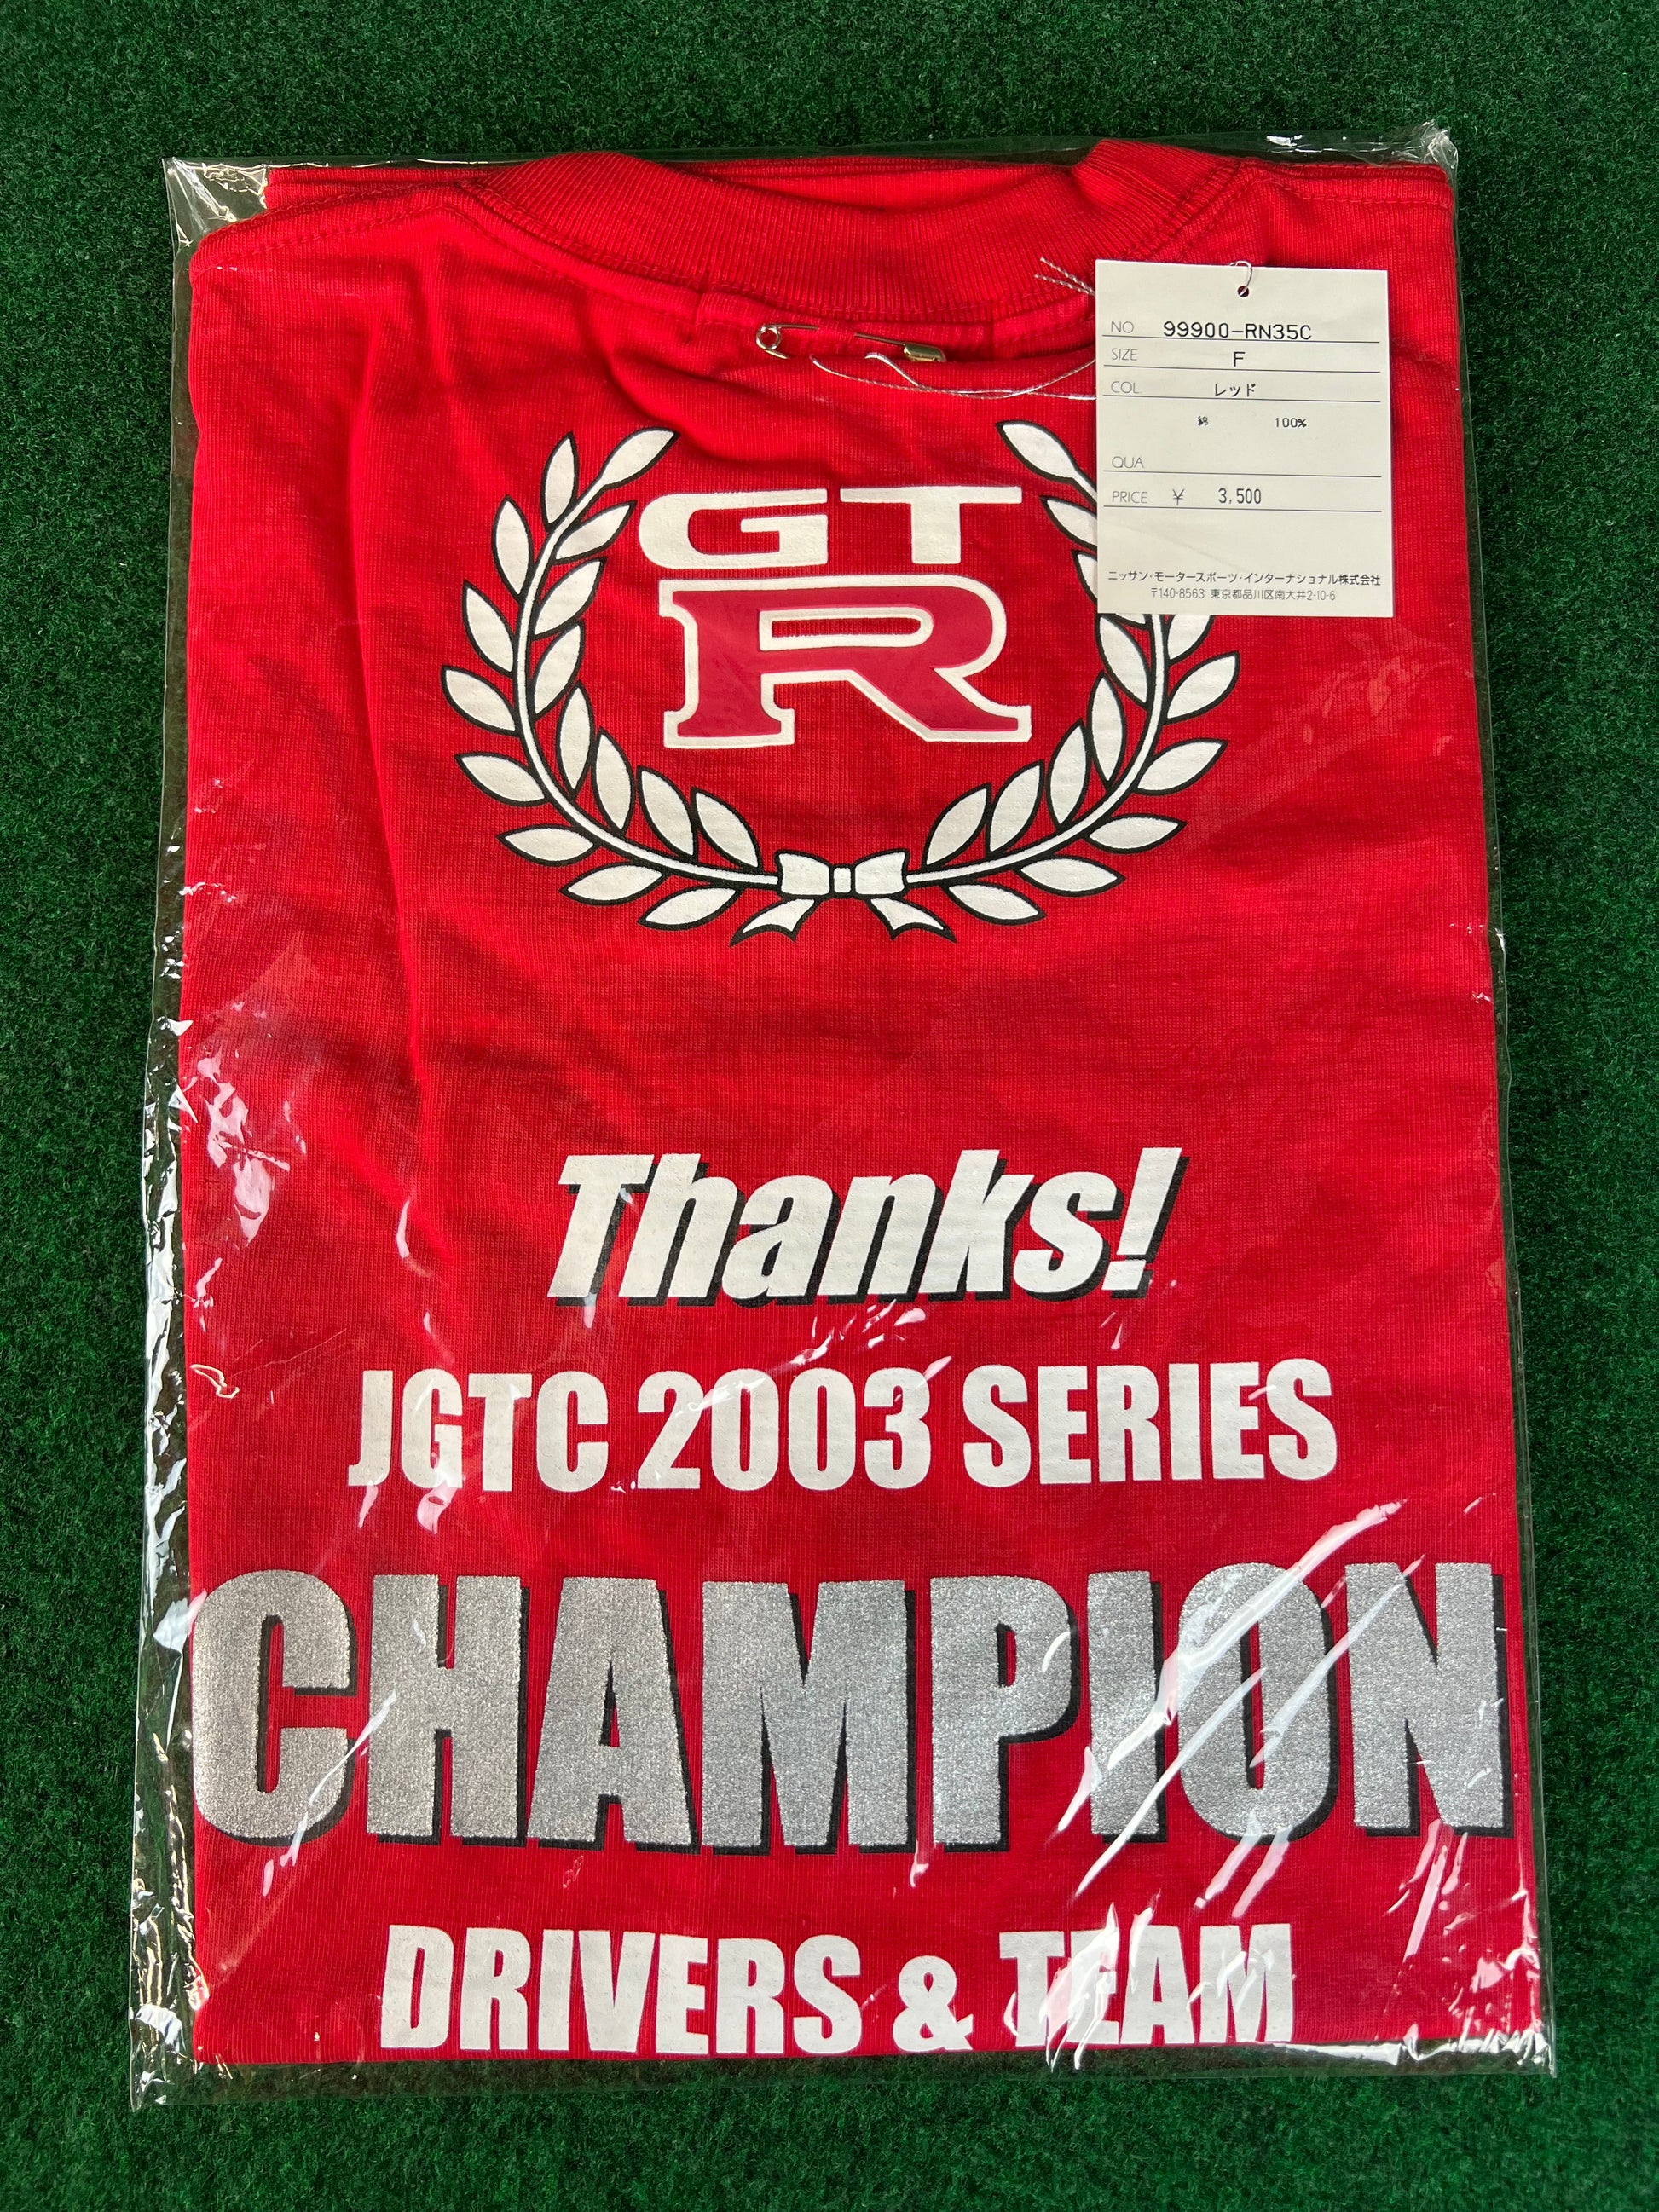 NO 99900-RN35C
SIZE F
COL レッド
綿 100%
QUA
PRICE ¥ 3,500
ニッサン・モータースポーツ・インターナショナル株式会社
〒140-8563 東京都品川区南大井2-10-6
GT
R
Thanks!
JGTC 2003 SERIES
CHAMPION
DRIVERS & TEAM